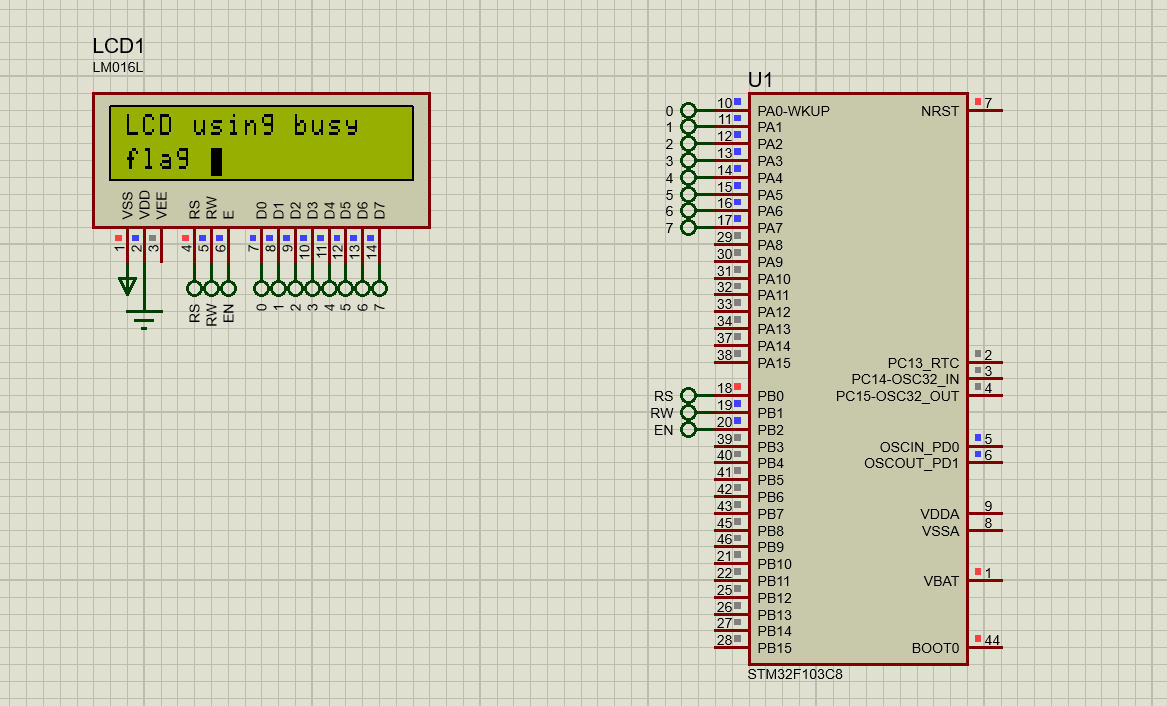 LCD1
LM016L
LCD using busy
flag
VSS VDD VEE RS RW E D0 D1 D2 D3 D4 D5 D6 D7
1 2 3 4 5 6 7 8 9 10 11 12 13 14
RS RW EN 0 1 2 3 4 5 6 7
U1
0 10 PA0-WKUP NRST 7
1 11 PA1
2 12 PA2
3 13 PA3
4 14 PA4
5 15 PA5
6 16 PA6
7 17 PA7
29 PA8
30 PA9
31 PA10
32 PA11
33 PA12
34 PA13
37 PA14
38 PA15 PC13_RTC 2
PC14-OSC32_IN 3
RS 18 PB0 PC15-OSC32_OUT 4
RW 19 PB1
EN 20 PB2
39 PB3 OSCIN_PD0 5
40 PB4 OSCOUT_PD1 6
41 PB5
42 PB6
43 PB7 VDDA 9
45 PB8 VSSA 8
46 PB9
21 PB10
22 PB11 VBAT 1
25 PB12
26 PB13
27 PB14
28 PB15 BOOT0 44
STM32F103C8